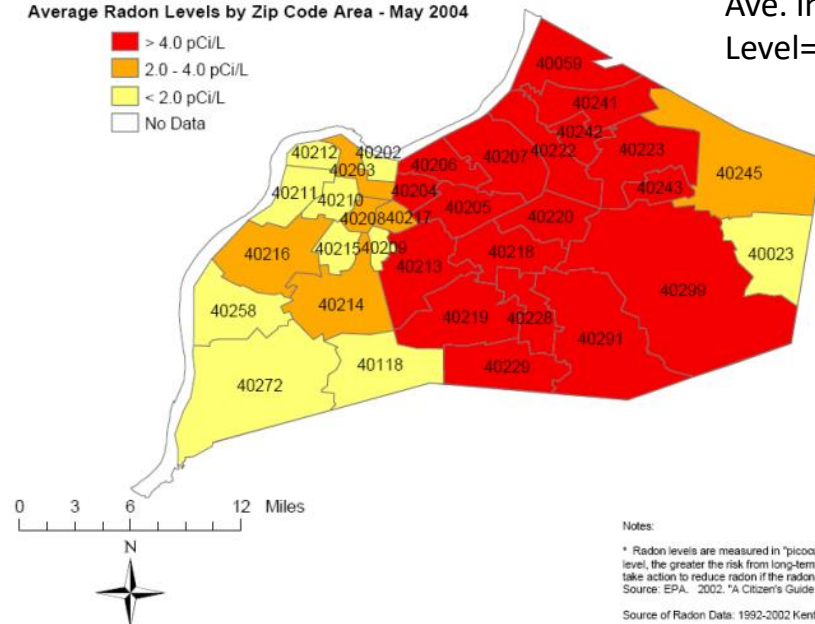 Average Radon Levels by Zip Code Area - May 2004
Ave. 
Level=
> 4.0 pCi/L
2.0 - 4.0 pCi/L
< 2.0 pCi/L
No Data
40059
40241
40242
40212
40202
40203
40206
40207
40222
40223
40245
40211
40210
40204
40243
40208
40217
40205
40220
40216
40215
40209
40213
40218
40023
40258
40214
40299
40219
40228
40291
40272
40118
40229
0 3 6 12 Miles
N
Notes:
* Radon levels are measured in "picocu
level, the greater the risk from long-term
take action to reduce radon if the radon
Source: EPA. 2002. "A Citizen's Guide
Source of Radon Data: 1992-2002 Kent